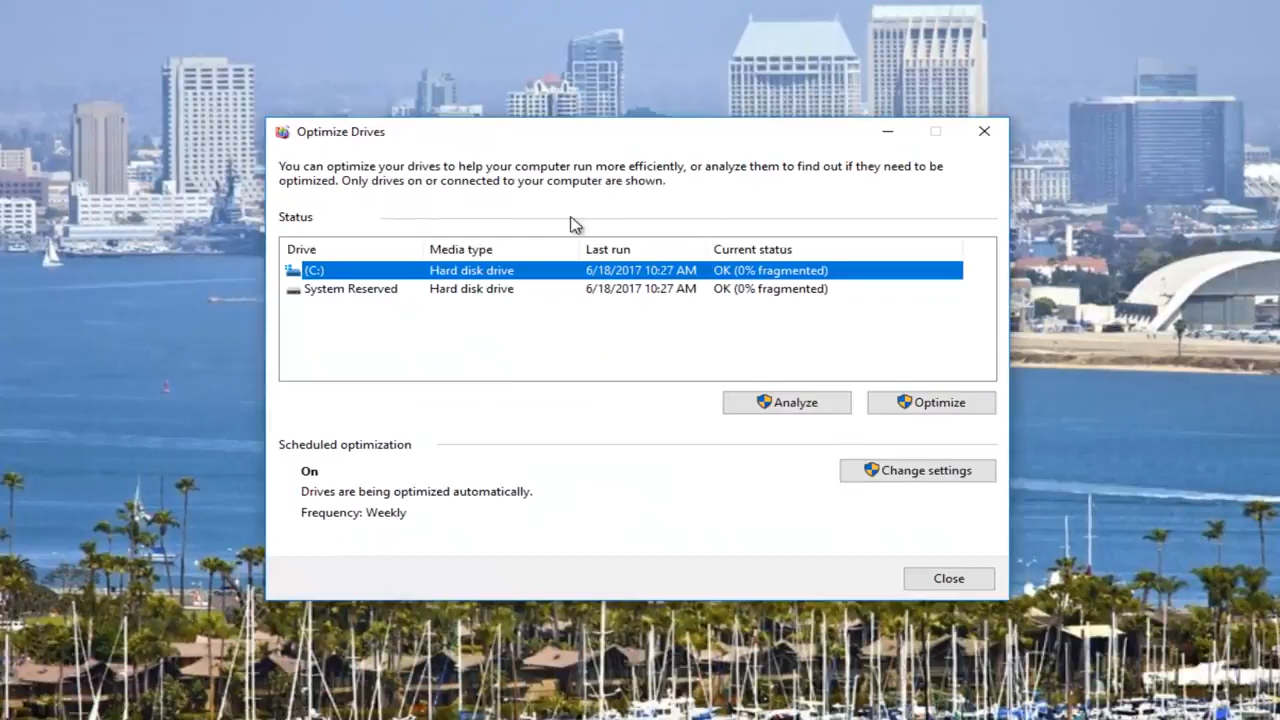 Optimize Drives
You can optimize your drives to help your computer run more efficiently, or analyze them to find out if they need to be
optimized. Only drives on or connected to your computer are shown.
Status
Drive Media type Last run Current status
(C:) Hard disk drive 6/18/2017 10:27 AM OK (0% fragmented)
System Reserved Hard disk drive 6/18/2017 10:27 AM OK (0% fragmented)
Analyze Optimize
Scheduled optimization
On
Change settings
Drives are being optimized automatically.
Frequency: Weekly
Close